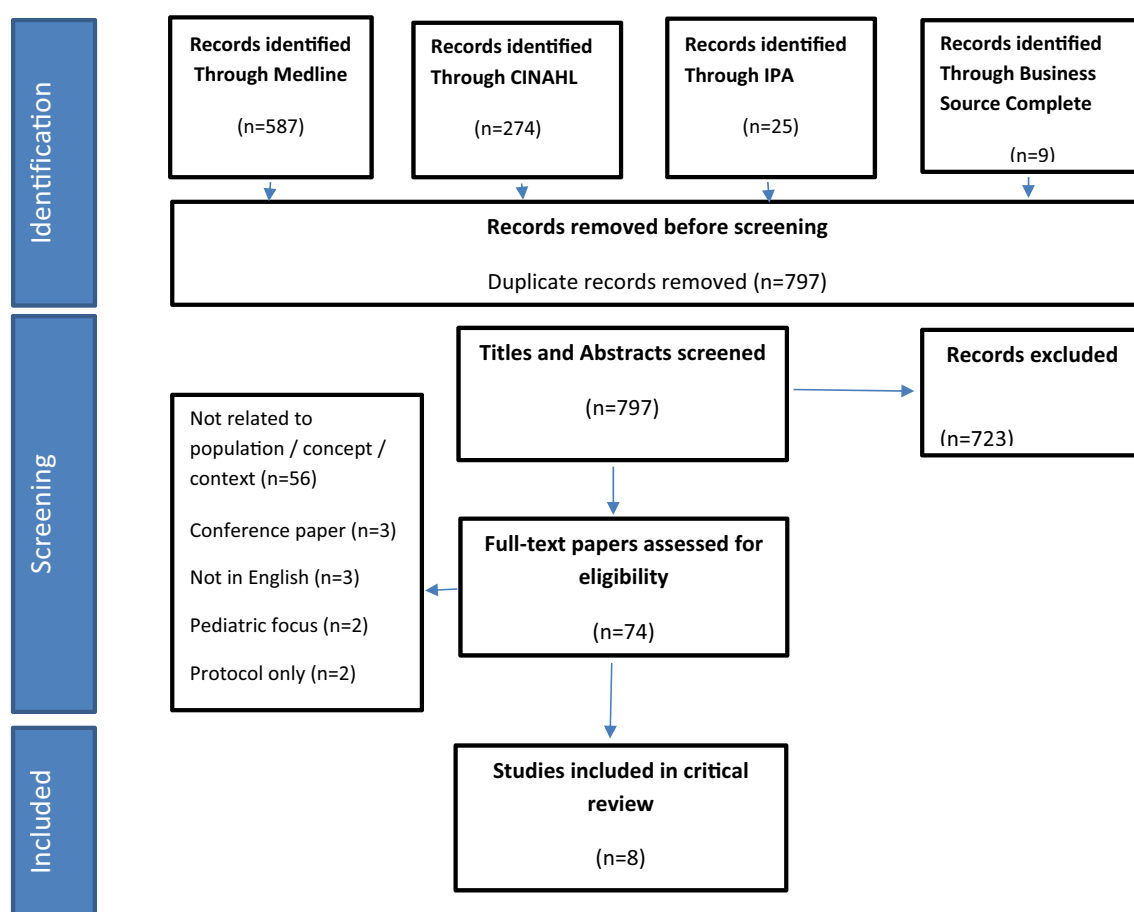 Identification
Records identified
Through Medline
(n=587)
Records identified
Through CINAHL
(n=274)
Records identified
Through IPA
(n=25)
Records identified
Through Business
Source Complete
(n=9)
Records removed before screening
Duplicate records removed (n=797)
Screening
Titles and Abstracts screened
(n=797)
Records excluded
(n=723)
Not related to
population / concept /
context (n=56)
Conference paper (n=3)
Not in English (n=3)
Pediatric focus (n=2)
Protocol only (n=2)
Full-text papers assessed for
eligibility
(n=74)
Included
Studies included in critical
review
(n=8)